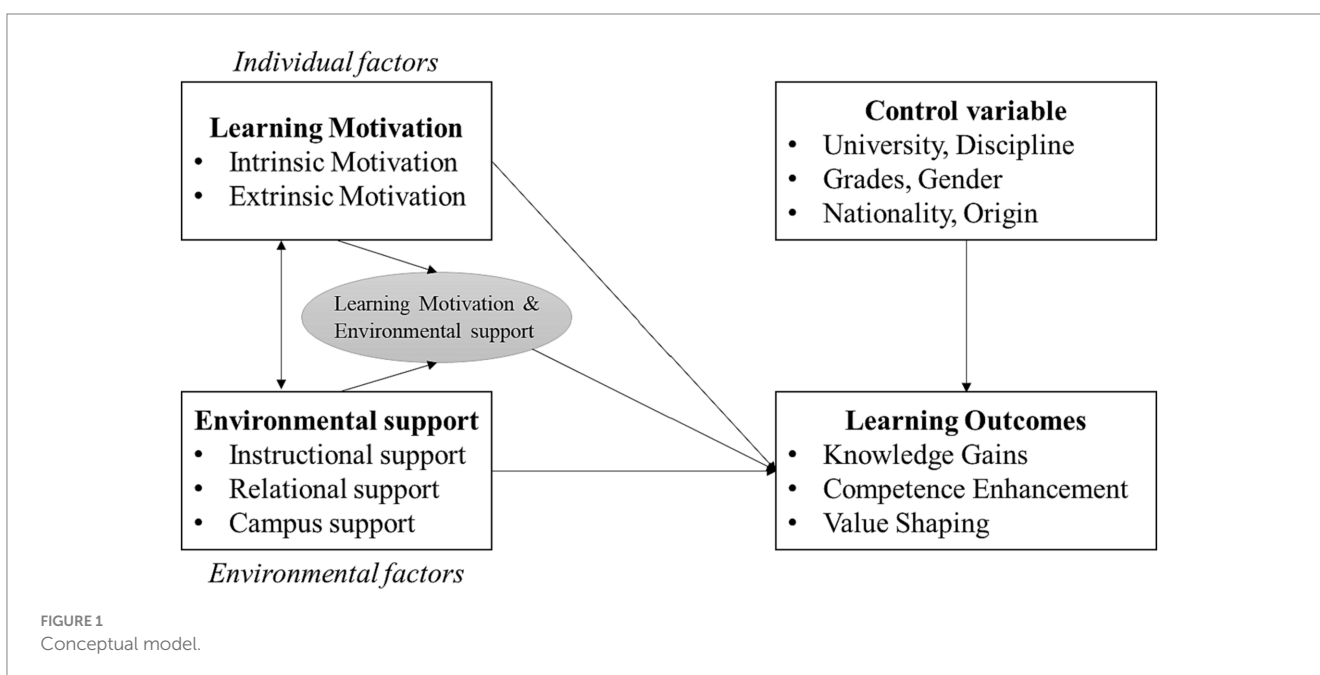 Individual factors
Learning Motivation
• Intrinsic Motivation
• Extrinsic Motivation
Control variable
• University, Discipline
• Grades, Gender
• Nationality, Origin
Learning Motivation &
Environmental support
Environmental support
• Instructional support
• Relational support
• Campus support
Environmental factors
Learning Outcomes
• Knowledge Gains
• Competence Enhancement
• Value Shaping
FIGURE 1
Conceptual model.